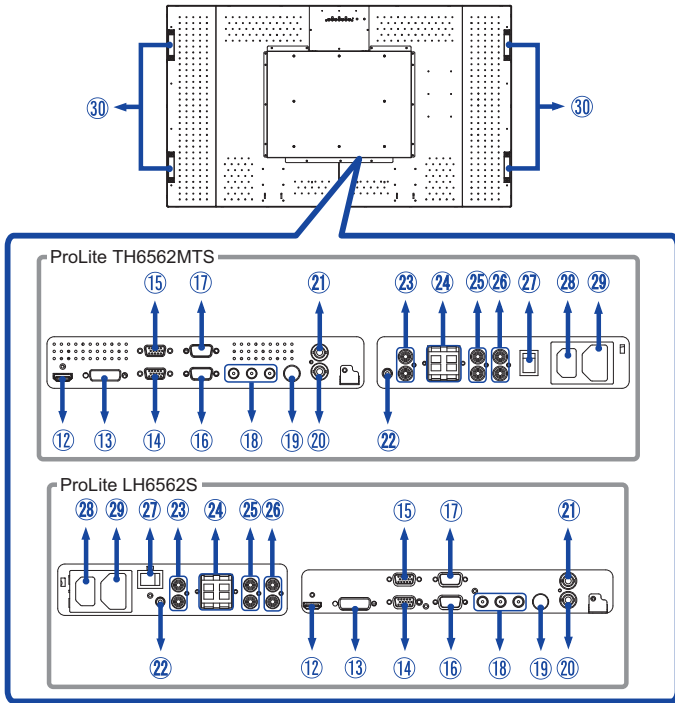 ㉚ ㉚
ProLite TH6562MTS
⑮ ⑰ ㉑ ㉓ ㉔ ㉕ ㉖ ㉗ ㉘ ㉙
⑫ ⑬ ⑭ ⑯ ⑱ ⑲ ⑳ ㉒
ProLite LH6562S
㉘ ㉙ ㉗ ㉓ ㉔ ㉕ ㉖ ⑮ ⑰ ㉑
㉒ ⑫ ⑬ ⑭ ⑯ ⑱ ⑲ ⑳